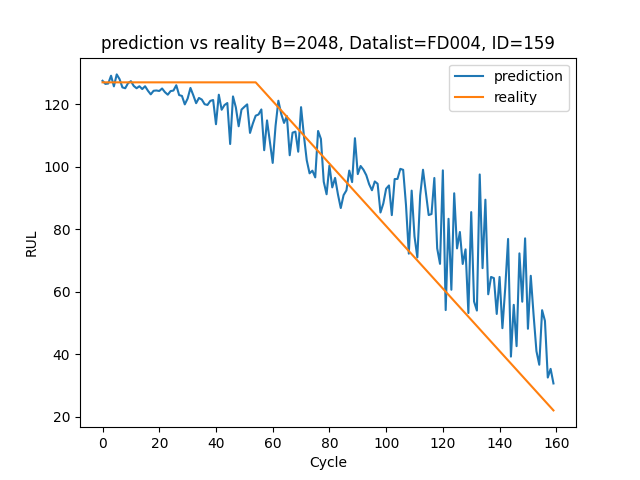 prediction vs reality B=2048, Datalist=FD004, ID=159
prediction
reality
120
100
80
60
40
20
RUL
0 20 40 60 80 100 120 140 160
Cycle